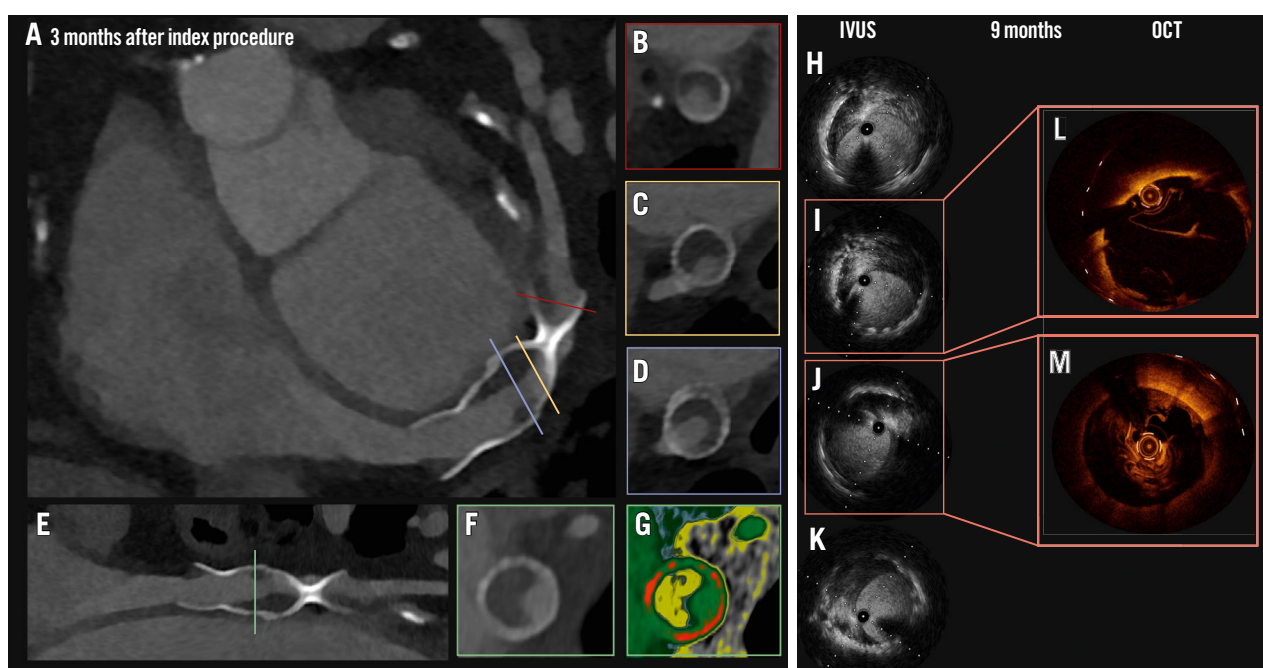 A 3 months after index procedure
B
C
D
E
F
G
IVUS 9 months OCT
H
I
J
K
L
M